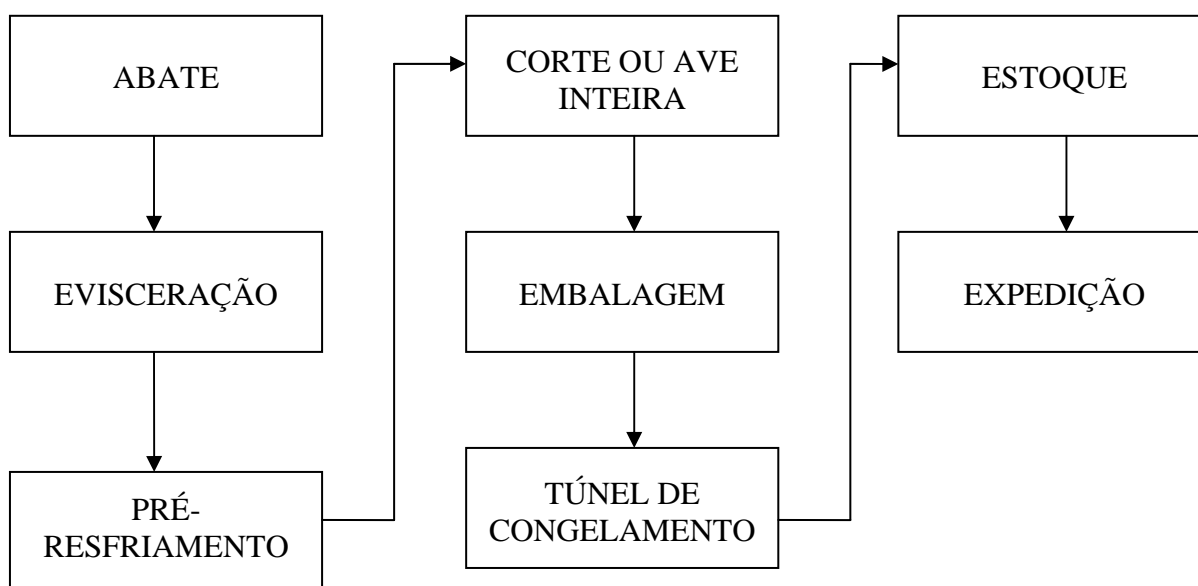 ABATE
EVISCERAÇÃO
PRÉ-
RESFRIAMENTO
CORTE OU AVE
INTEIRA
EMBALAGEM
TÚNEL DE
CONGELAMENTO
ESTOQUE
EXPEDIÇÃO